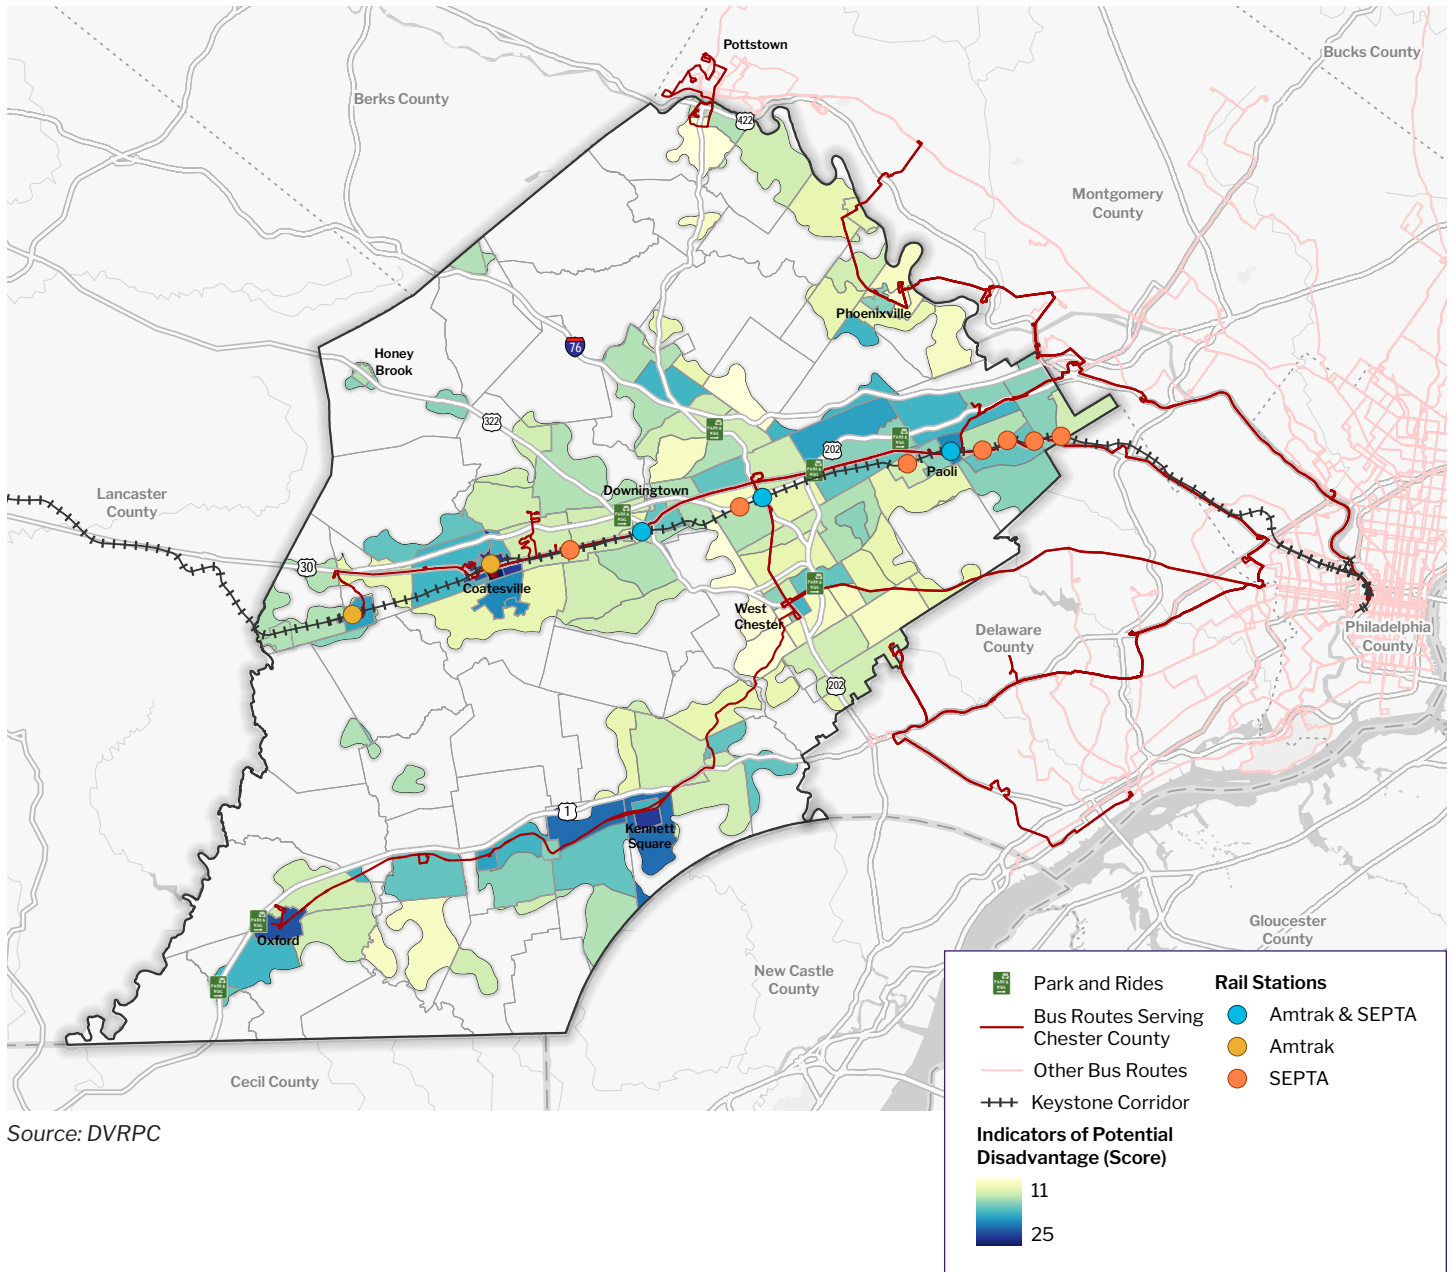 Pottstown
Bucks County
Berks County
422
Montgomery
County
Phoenixville
76
Honey
Brook
322
202
PARK &
RIDE
Paoli
Lancaster
County
Downingtown
30
Coatesville
West
Chester
Delaware
County
Philadelphia
County
202
1
Kennett
Square
Oxford
Gloucester
County
New Castle
County
Cecil County
Source: DVRPC
Park and Rides
Bus Routes Serving
Chester County
Other Bus Routes
Keystone Corridor
Rail Stations
Amtrak & SEPTA
Amtrak
SEPTA
Indicators of Potential
Disadvantage (Score)
11
25